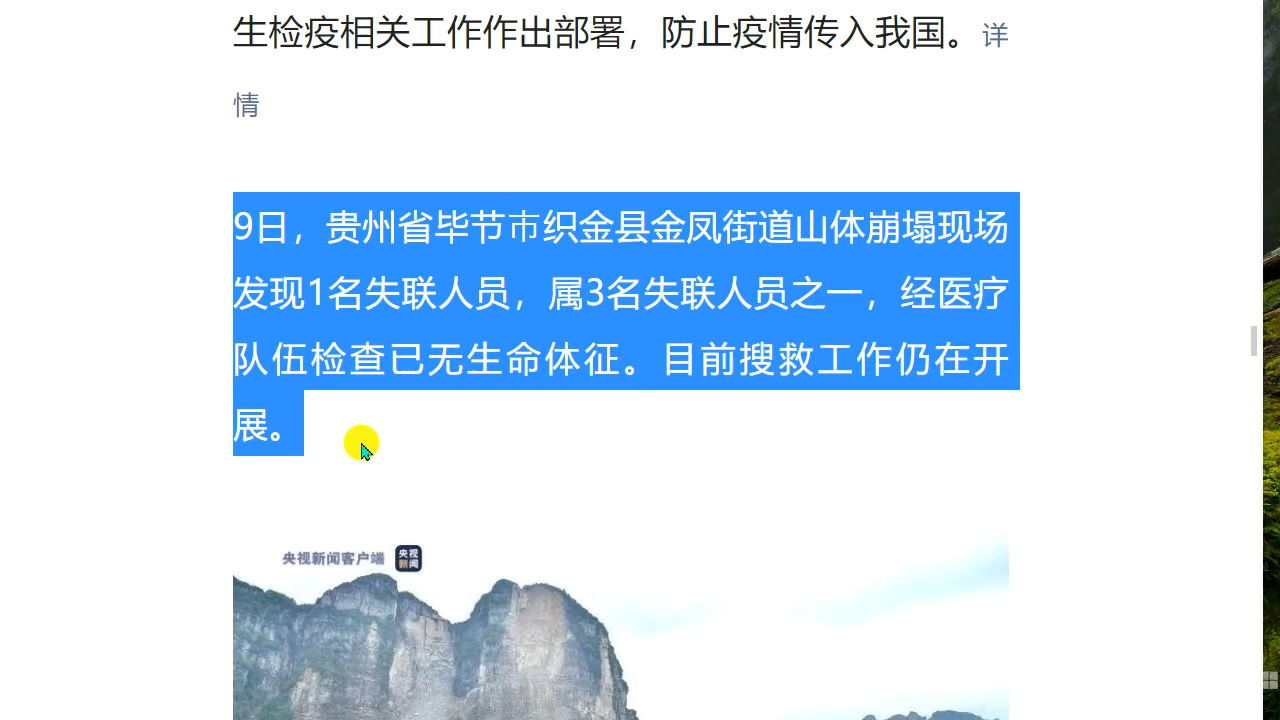 生检疫相关工作作出部署，防止疫情传入我国。详
情
9日，贵州省毕节市织金县金凤街道山体崩塌现场
发现1名失联人员，属3名失联人员之一，经医疗
队伍检查已无生命体征。目前搜救工作仍在开
展。
央视新闻客户端
央视
新闻